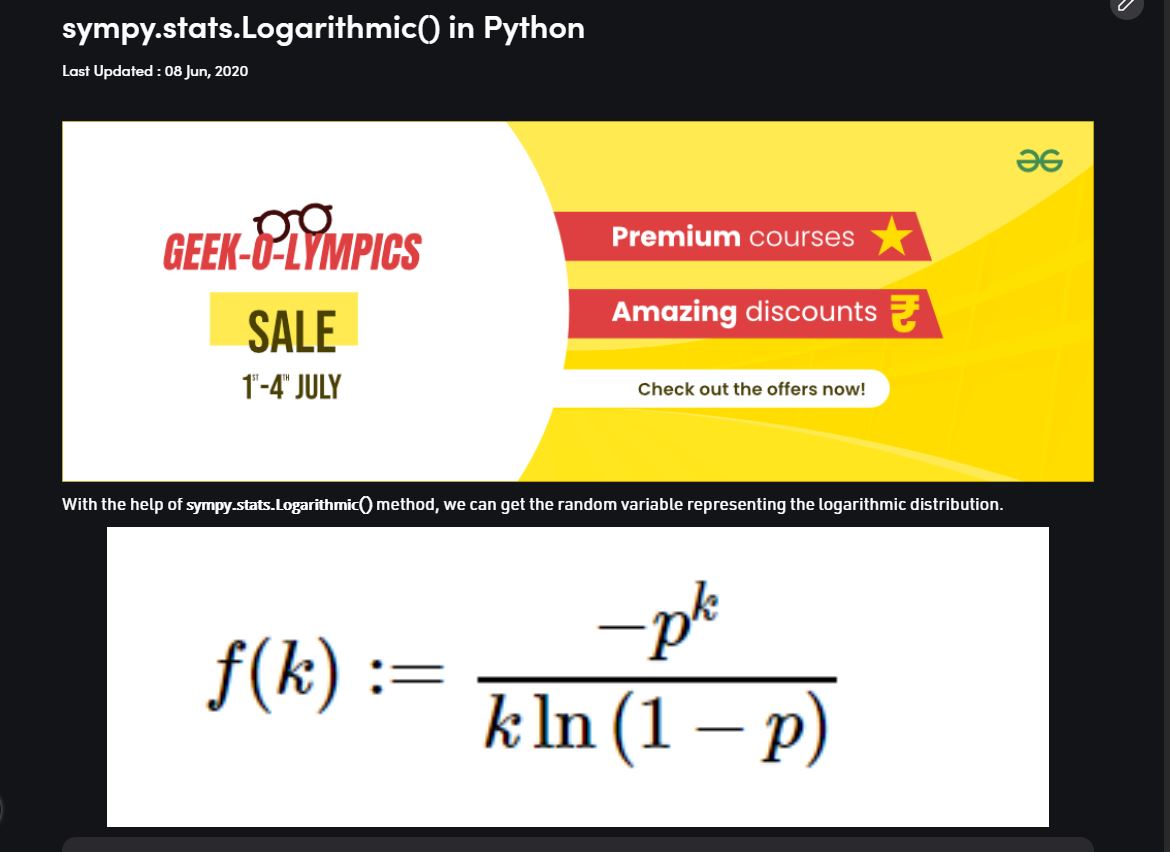 sympy.stats.Logarithmic() in Python
Last Updated : 08 Jun, 2020
GEEK-O-LYMPICS
SALE
1ST-4TH JULY
Premium courses
Amazing discounts ₹
Check out the offers now!
With the help of sympy.stats.Logarithmic() method, we can get the random variable representing the logarithmic distribution.
f(k) := −p^k / k ln (1 − p)